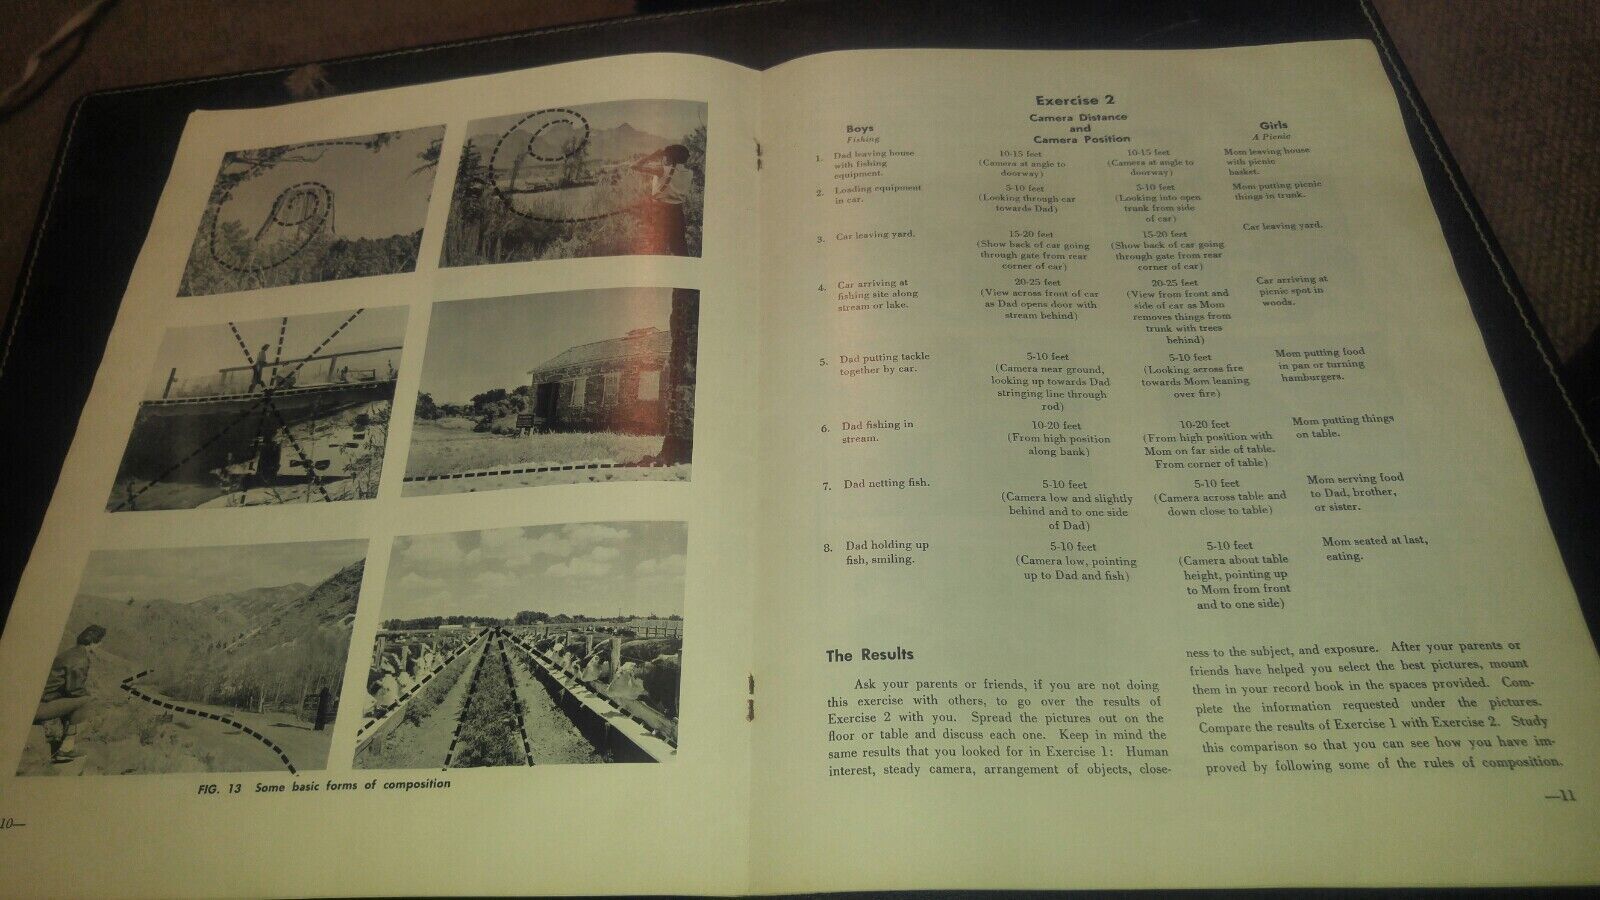 FIG. 13 Some basic forms of composition
10—
Exercise 2
Camera Distance
and
Camera Position
Boys
Fishing
Girls
A Picnic
1. Dad leaving house
with fishing
equipment.
10-15 feet
(Camera at angle to
doorway)
10-15 feet
(Camera at angle to
doorway)
Mom leaving house
with picnic
basket.
2. Loading equipment
in car.
5-10 feet
(Looking through car
towards Dad)
5-10 feet
(Looking into open
trunk from side
of car)
Mom putting picnic
things in trunk.
3. Car leaving yard.
15-20 feet
(Show back of car going
through gate from rear
corner of car)
15-20 feet
(Show back of car going
through gate from rear
corner of car)
Car leaving yard.
4. Car arriving at
fishing site along
stream or lake.
20-25 feet
(View across front of car
as Dad opens door with
stream behind)
20-25 feet
(View from front and
side of car as Mom
removes things from
trunk with trees
behind)
Car arriving at
picnic spot in
woods.
5. Dad putting tackle
together by car.
5-10 feet
(Camera near ground,
looking up towards Dad
stringing line through
rod)
5-10 feet
(Looking across fire
towards Mom leaning
over fire)
Mom putting food
in pan or turning
hamburgers.
6. Dad fishing in
stream.
10-20 feet
(From high position
along bank)
10-20 feet
(From high position with
Mom on far side of table.
From corner of table)
Mom putting things
on table.
7. Dad netting fish.
5-10 feet
(Camera low and slightly
behind and to one side
of Dad)
5-10 feet
(Camera across table and
down close to table)
Mom serving food
to Dad, brother,
or sister.
8. Dad holding up
fish, smiling.
5-10 feet
(Camera low, pointing
up to Dad and fish)
5-10 feet
(Camera about table
height, pointing up
to Mom from front
and to one side)
Mom seated at last,
eating.
The Results
Ask your parents or friends, if you are not doing
this exercise with others, to go over the results of
Exercise 2 with you. Spread the pictures out on the
floor or table and discuss each one. Keep in mind the
same results that you looked for in Exercise 1: Human
interest, steady camera, arrangement of objects, close-
ness to the subject, and exposure. After your parents or
friends have helped you select the best pictures, mount
them in your record book in the spaces provided. Com-
plete the information requested under the pictures.
Compare the results of Exercise 1 with Exercise 2. Study
this comparison so that you can see how you have im-
proved by following some of the rules of composition.
—11